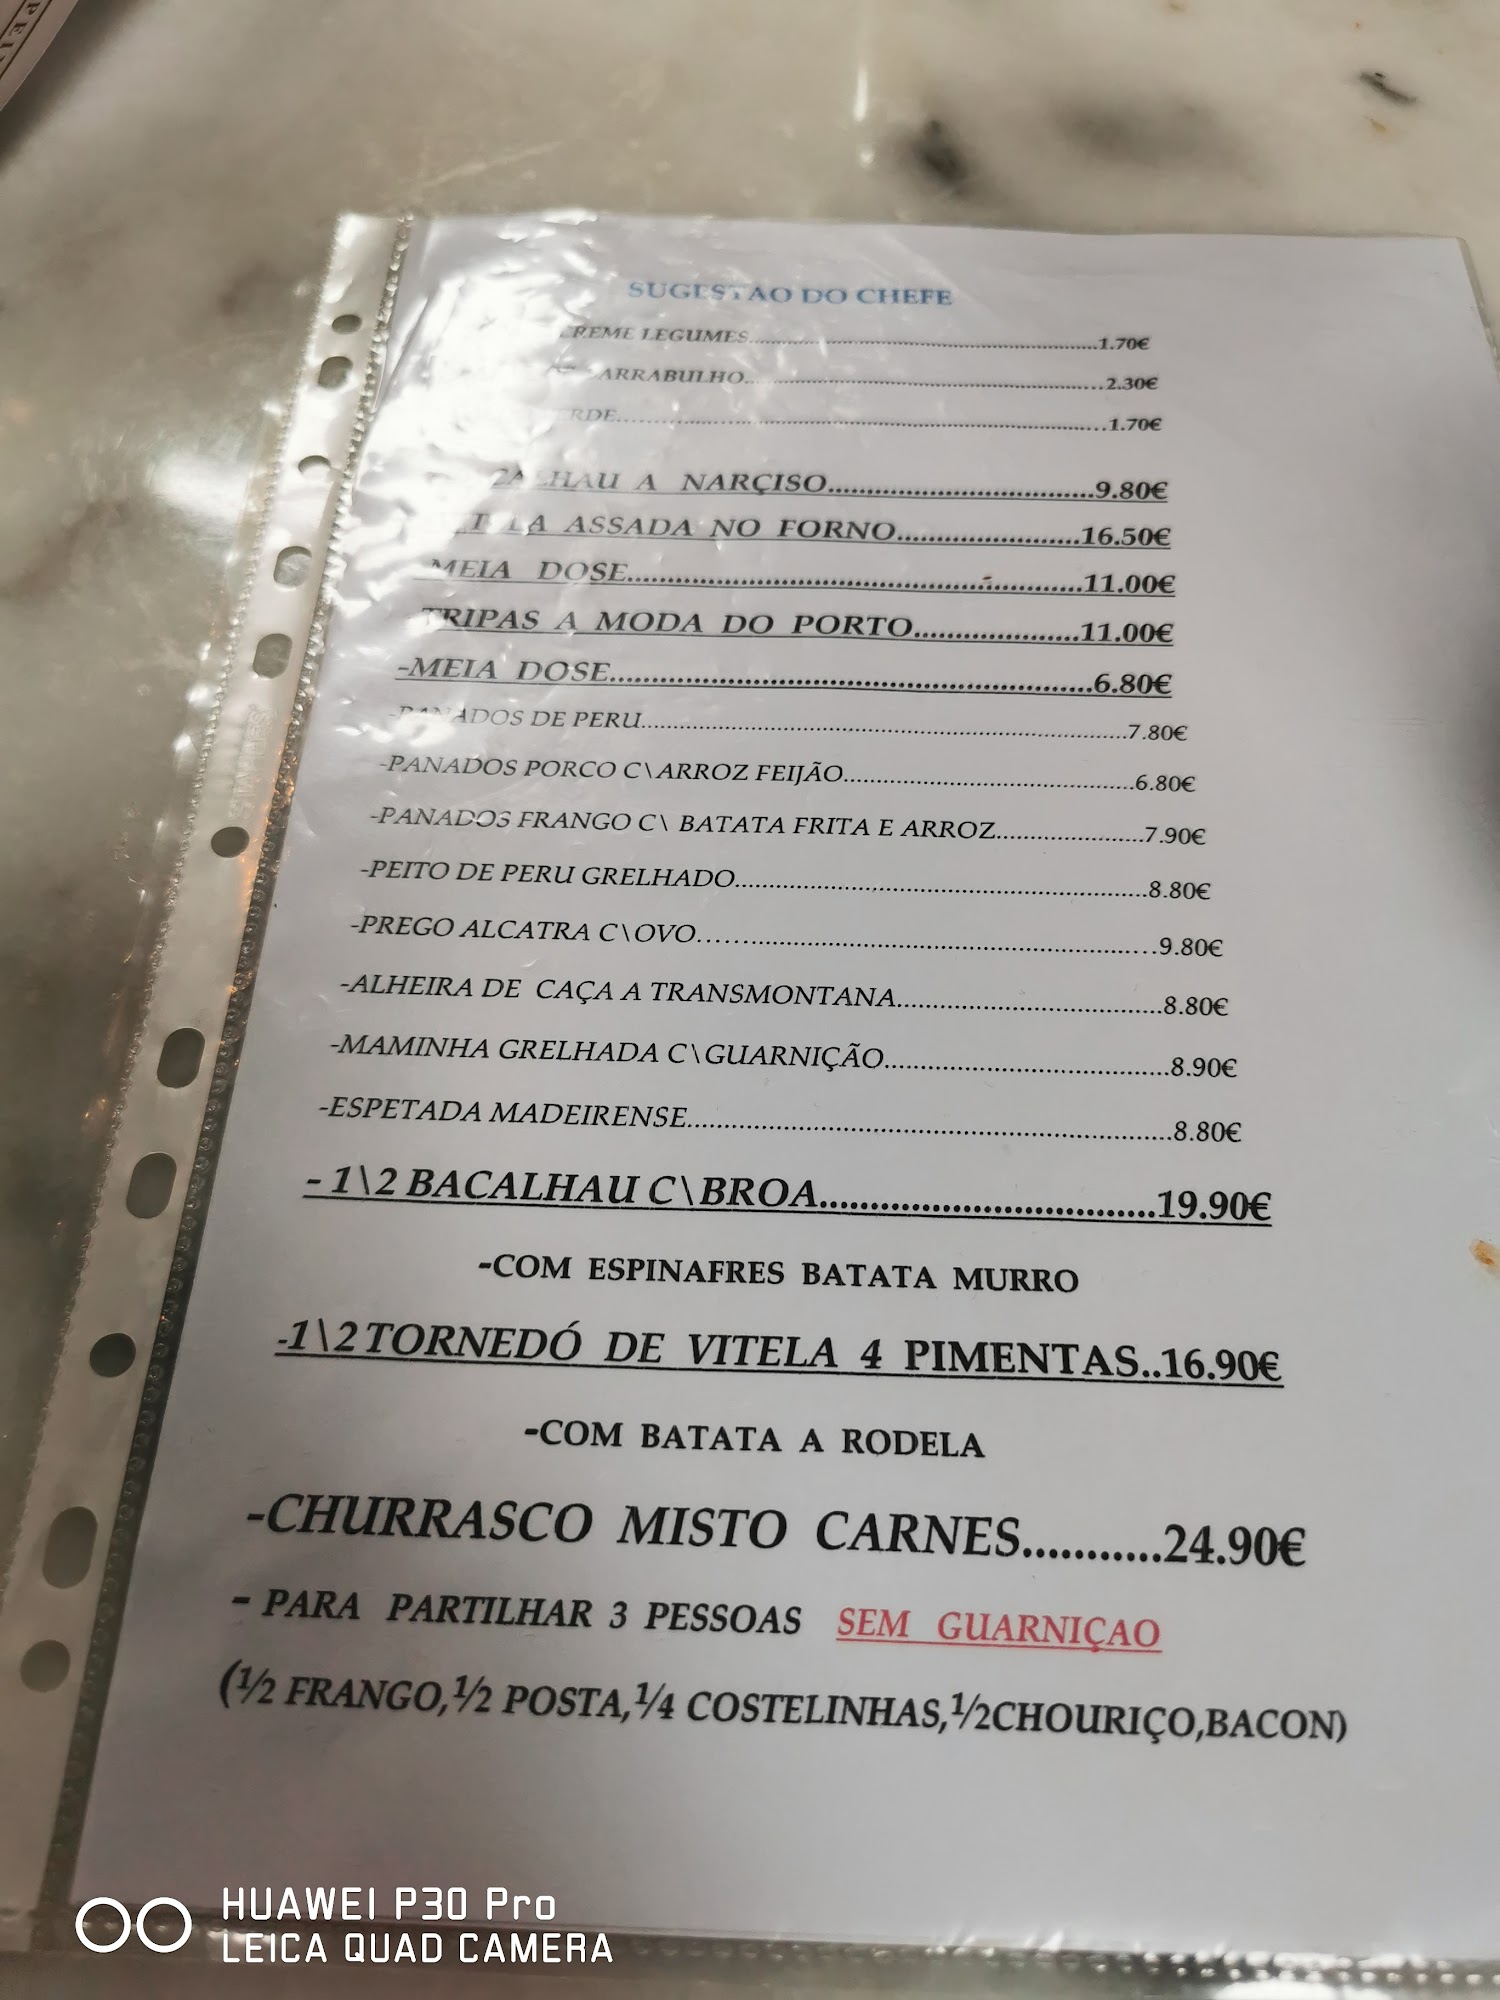 SUGESTAO DO CHEFE
CREME LEGUMES....................1.70€
SARRABULHO....................2.30€
....................1.70€
A NARÇISO....................9.80€
ASSADA NO FORNO....................16.50€
MEIA DOSE....................11.00€
TRIPAS A MODA DO PORTO....................11.00€
-MEIA DOSE....................6.80€
-PANADOS DE PERU....................7.80€
-PANADOS PORCO C\ARROZ FEIJÃO....................6.80€
-PANADOS FRANGO C\ BATATA FRITA E ARROZ....................7.90€
-PEITO DE PERU GRELHADO....................8.80€
-PREGO ALCATRA C\OVO....................9.80€
-ALHEIRA DE CAÇA A TRANSMONTANA....................8.80€
-MAMINHA GRELHADA C\GUARNIÇÃO....................8.90€
-ESPETADA MADEIRENSE....................8.80€
- 1\2 BACALHAU C\BROA....................19.90€
-COM ESPINAFRES BATATA MURRO
-1\2 TORNEDÓ DE VITELA 4 PIMENTAS..16.90€
-COM BATATA A RODELA
-CHURRASCO MISTO CARNES...........24.90€
- PARA PARTILHAR 3 PESSOAS SEM GUARNIÇAO
(½ FRANGO,½ POSTA,¼ COSTELINHAS,½CHOURIÇO,BACON)
HUAWEI P30 Pro
LEICA QUAD CAMERA